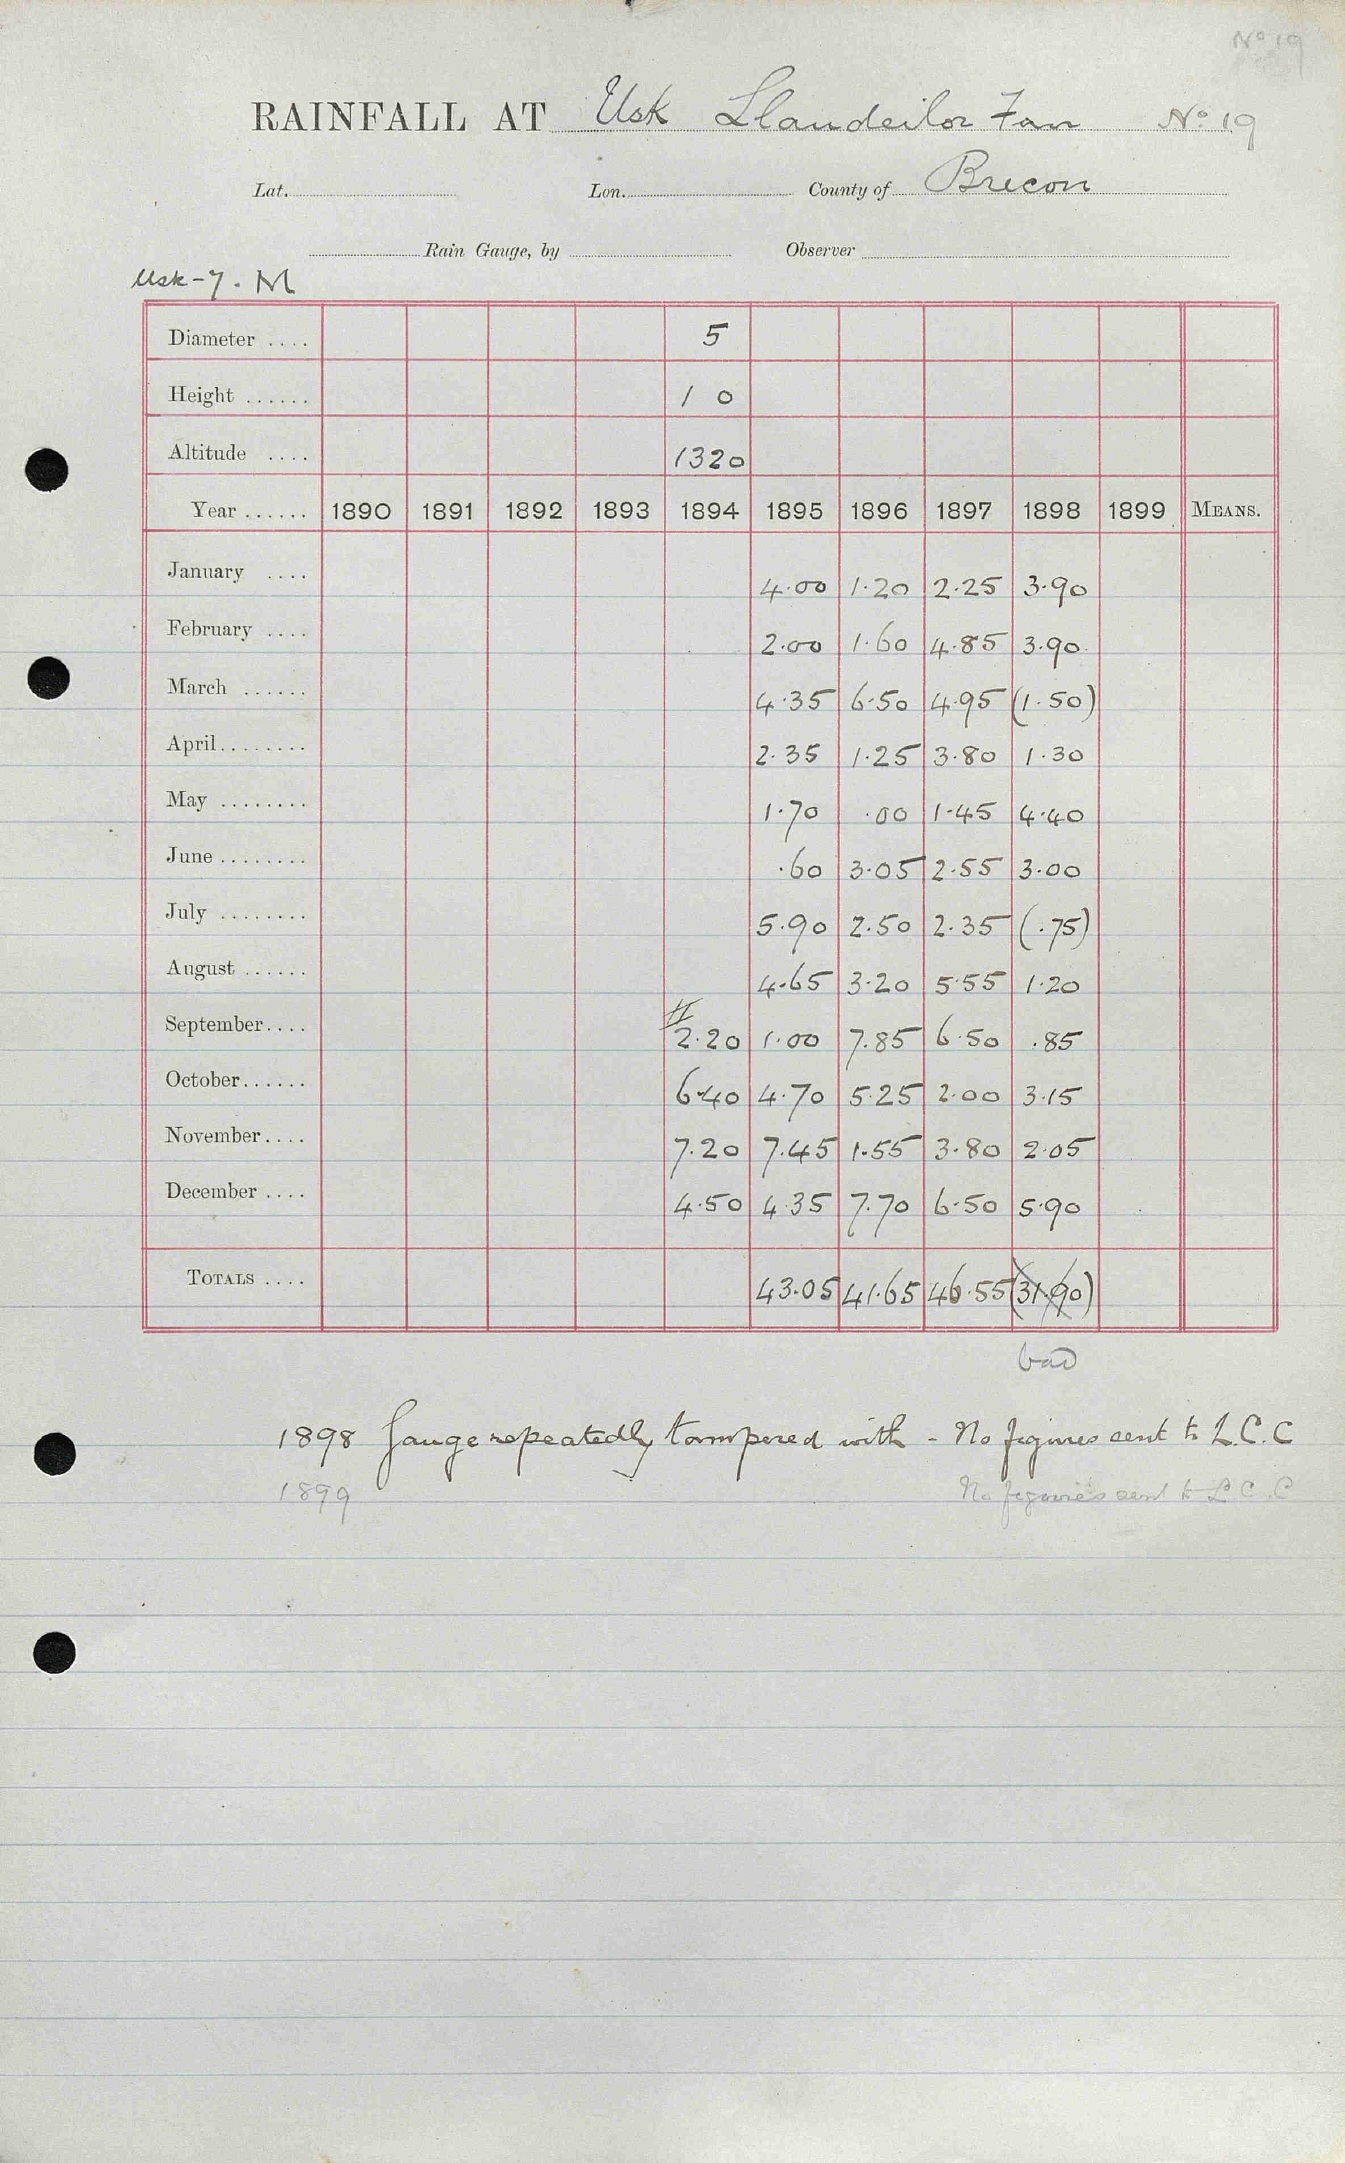 No 19
RAINFALL AT Usk Llandeilor Fan No 19
Lat. Lon. County of Brecon
Rain Gauge, by Observer
Usk-7. M
Diameter .... 5
Height ...... 1 0
Altitude .... 1320
Year ...... 1890 1891 1892 1893 1894 1895 1896 1897 1898 1899 MEANS.
January .... 4.00 1.20 2.25 3.90
February .... 2.00 1.60 4.85 3.90
March ...... 4.35 6.50 4.95 (1.50)
April ........ 2.35 1.25 3.80 1.30
May ........ 1.70 .00 1.45 4.40
June ........ .60 3.05 2.55 3.00
July ........ 5.90 2.50 2.35 (.75)
August ...... 4.65 3.20 5.55 1.20
September .... 2.20 1.00 7.85 6.50 .85
October ...... 6.40 4.70 5.25 2.00 3.15
November .... 7.20 7.45 1.55 3.80 2.05
December .... 4.50 4.35 7.70 6.50 5.90
TOTALS .... 43.05 41.65 46.55 (31.90)
bad
1898 Gauge repeatedly tampered with - No figures sent to L.C.C
1899 No figures sent to L.C.C